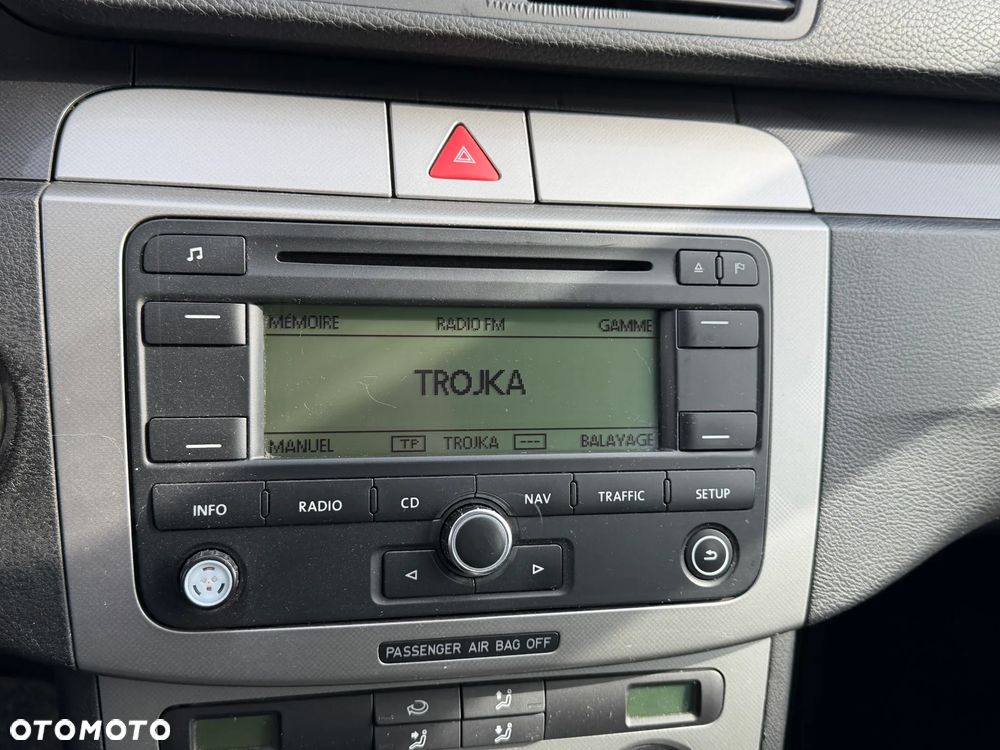 MÉMOIRE RADIO FM GAMME
TROJKA
MANUEL TP TROJKA --- BALAYAGE
INFO RADIO CD NAV TRAFFIC SETUP
PASSENGER AIR BAG OFF
OTOMOTO